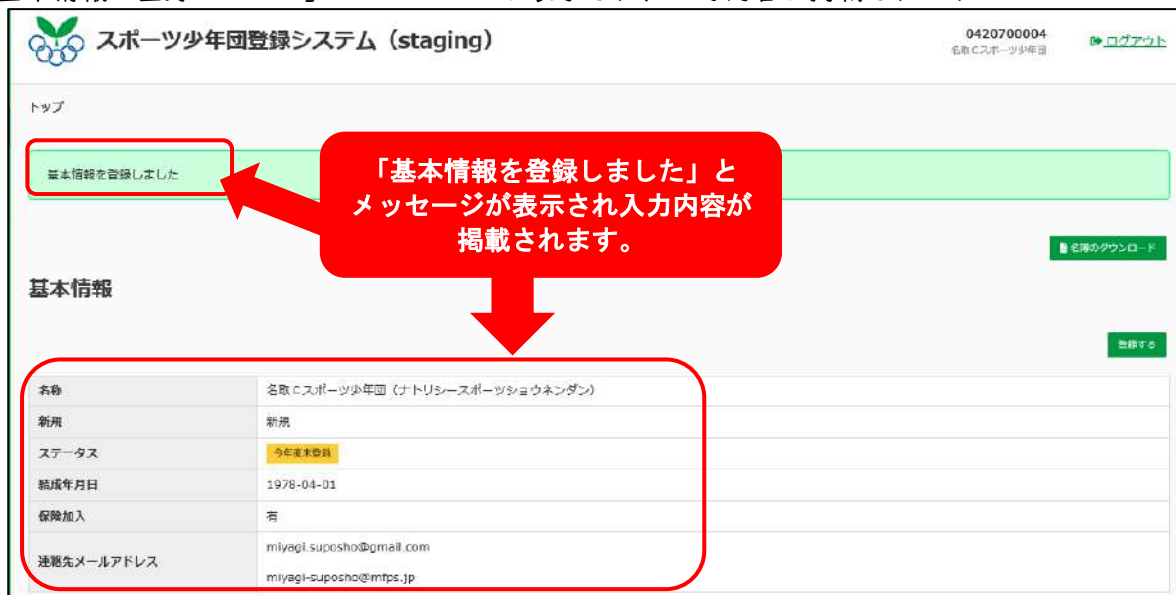 スポーツ少年団登録システム（staging）
0420700004
名取Cスポーツ少年団
ログアウト
トップ
基本情報を登録しました
「基本情報を登録しました」と
メッセージが表示され入力内容が
掲載されます。
名簿のダウンロード
基本情報
登録する
名称 名取Cスポーツ少年団（ナトリシースポーツショウネンダン）
新規 新規
ステータス 今年度未登録
結成年月日 1978-04-01
保険加入 有
連絡先メールアドレス miyagi.suposho@gmail.com
miyagi-suposho@mfps.jp